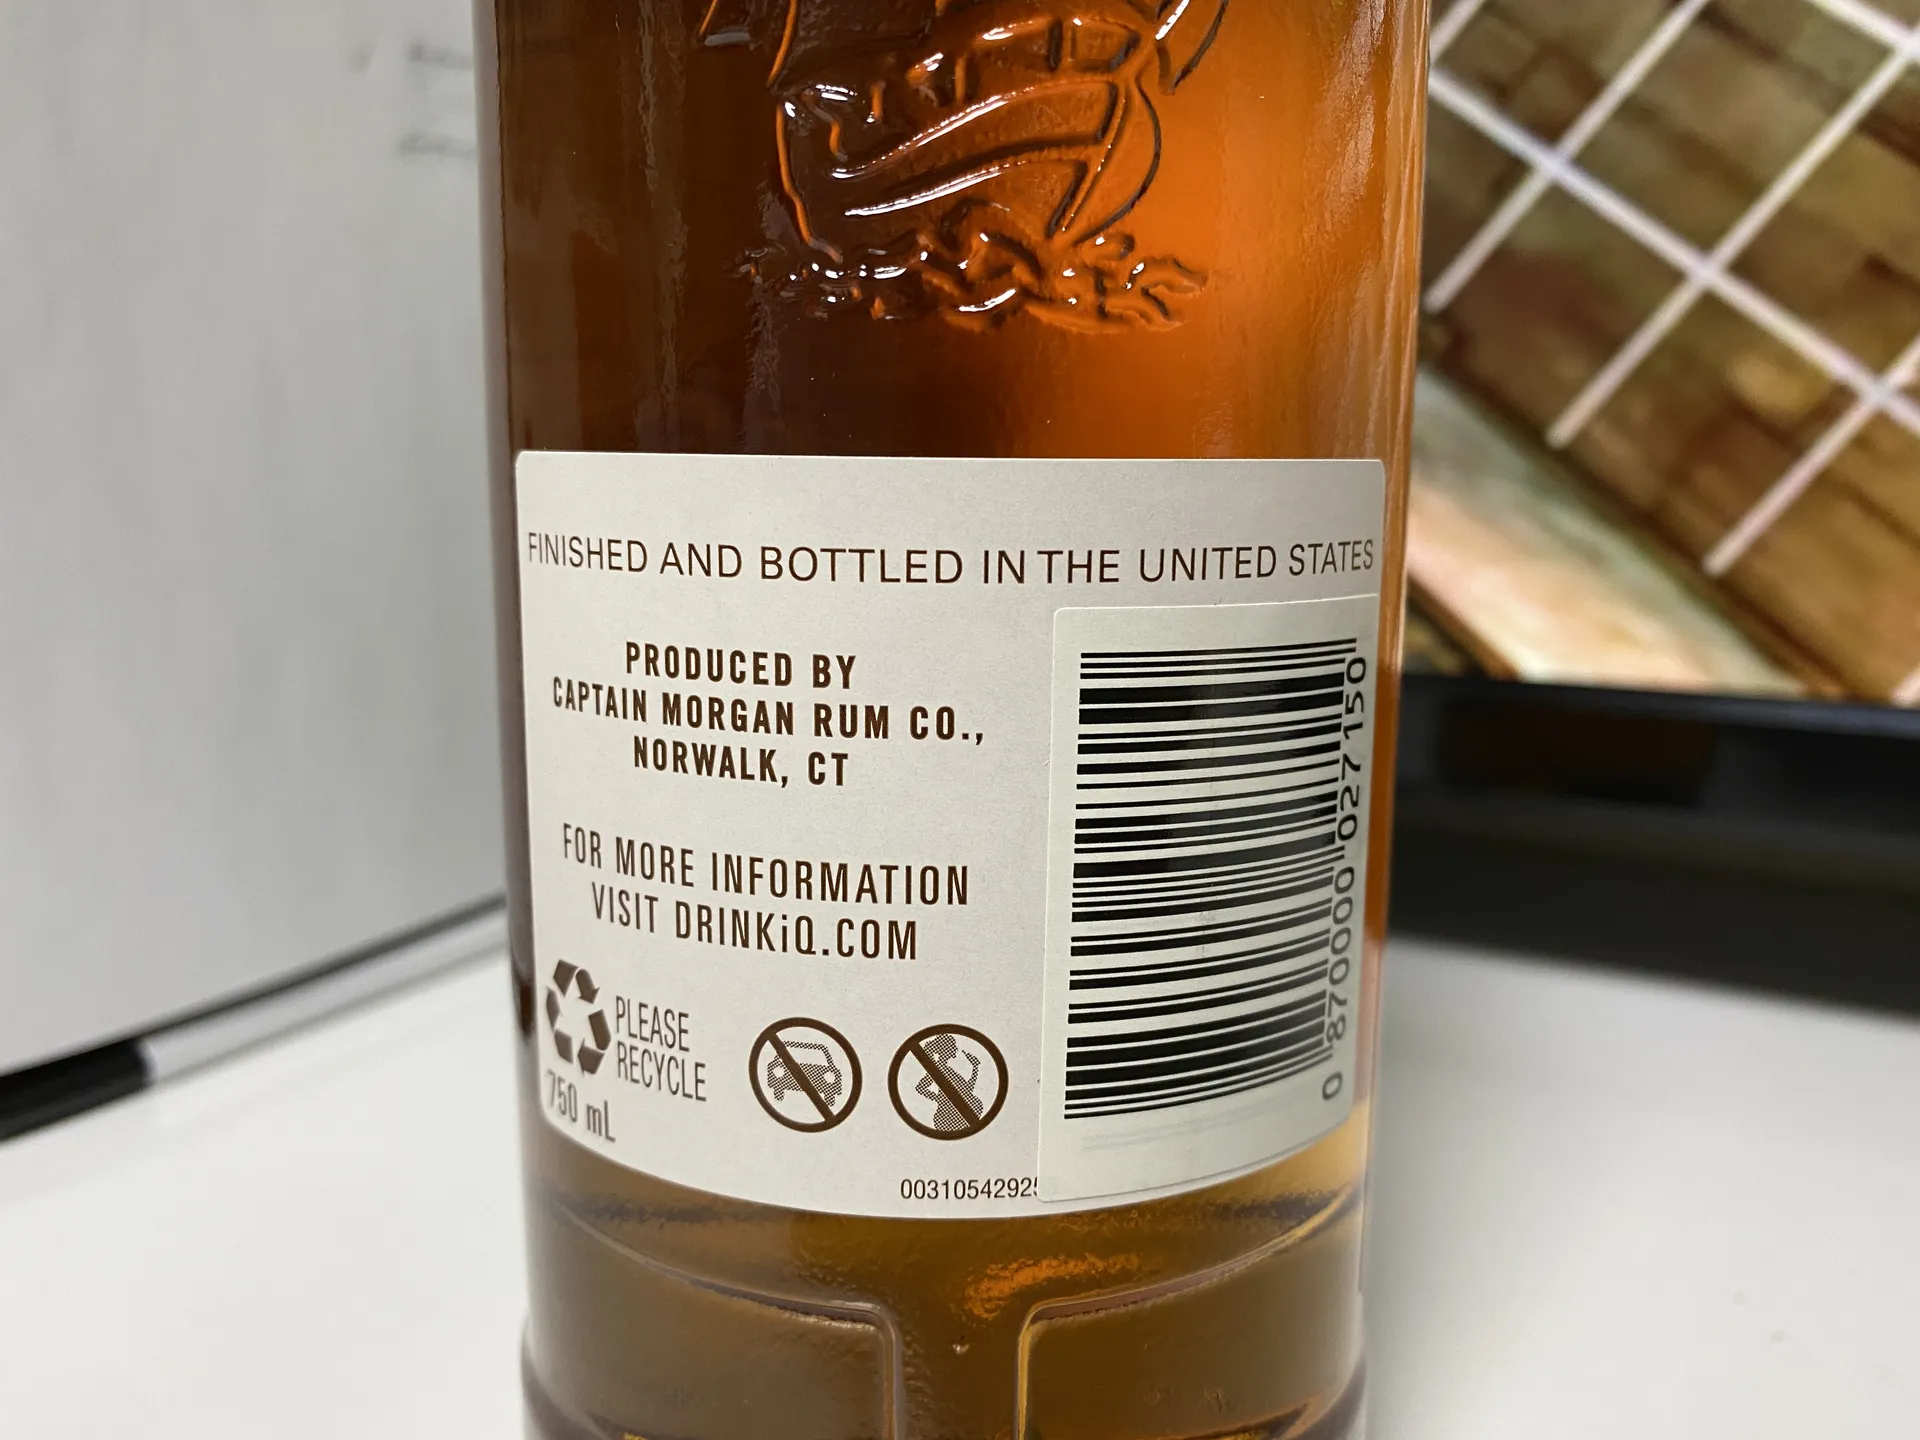 FINISHED AND BOTTLED IN THE UNITED STATES
PRODUCED BY
CAPTAIN MORGAN RUM CO.,
NORWALK, CT
FOR MORE INFORMATION
VISIT DRINKiQ.COM
PLEASE
RECYCLE
750 mL
0 87000 02715 0
0031054292